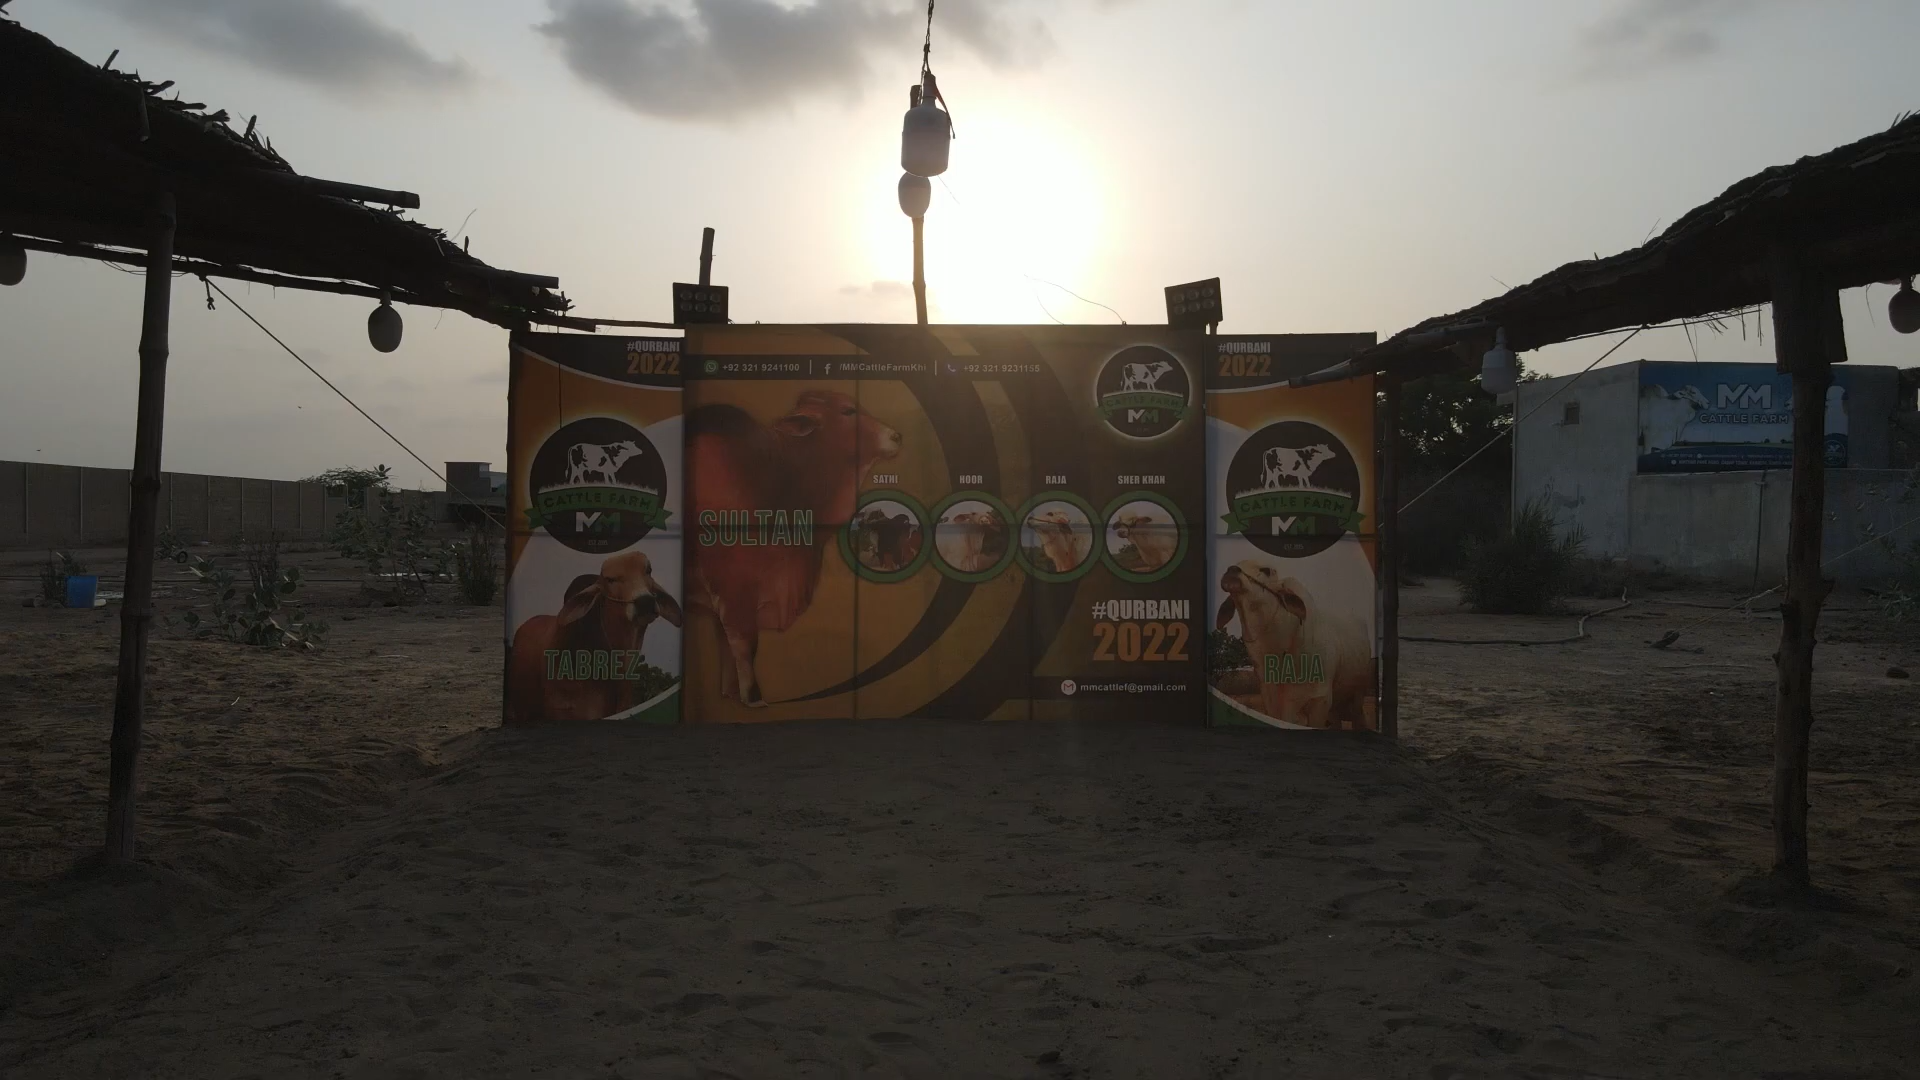 #QURBANI
2022
CATTLE FARM
MM
TABREZ
+92 321 9241100 | f /MMCattleFarmKhi | +92 321 9231155
CATTLE FARM
MM
SULTAN
SATHI
NOOR
RAJA
SHER KHAN
#QURBANI
2022
M mmcattlef@gmail.com
#QURBANI
2022
CATTLE FARM
MM
RAJA
MM
CATTLE FARM